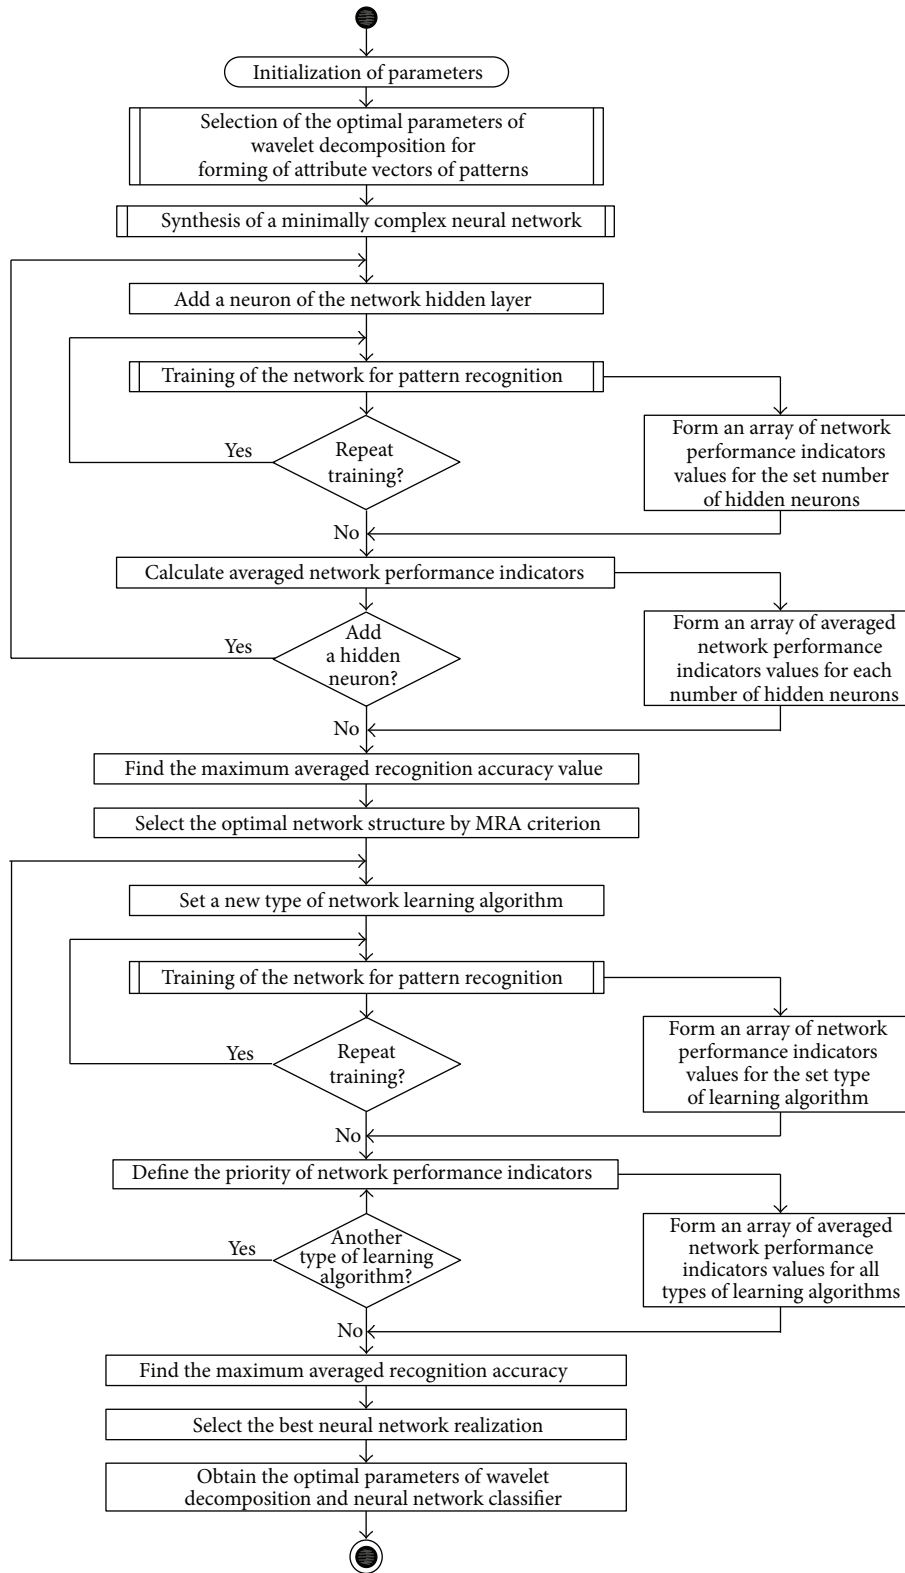 Initialization of parameters
Selection of the optimal parameters of
wavelet decomposition for
forming of attribute vectors of patterns
Synthesis of a minimally complex neural network
Add a neuron of the network hidden layer
Training of the network for pattern recognition
Form an array of network
performance indicators
values for the set number
of hidden neurons
Yes
Repeat
training?
No
Calculate averaged network performance indicators
Form an array of averaged
network performance
indicators values for each
number of hidden neurons
Yes
Add
a hidden
neuron?
No
Find the maximum averaged recognition accuracy value
Select the optimal network structure by MRA criterion
Set a new type of network learning algorithm
Training of the network for pattern recognition
Form an array of network
performance indicators
values for the set type
of learning algorithm
Yes
Repeat
training?
No
Define the priority of network performance indicators
Form an array of averaged
network performance
indicators values for all
types of learning algorithms
Yes
Another
type of learning
algorithm?
No
Find the maximum averaged recognition accuracy
Select the best neural network realization
Obtain the optimal parameters of wavelet
decomposition and neural network classifier